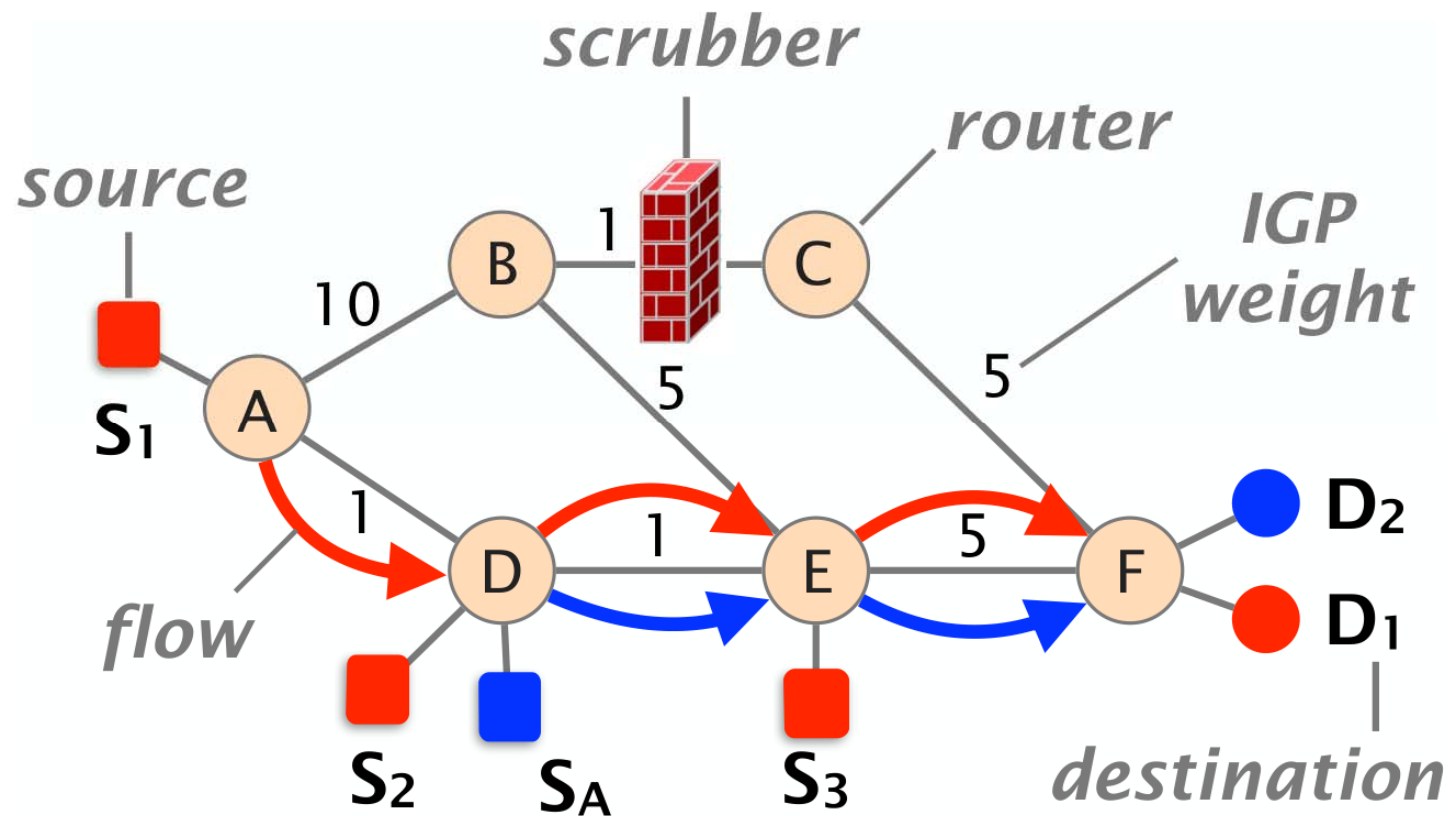 scrubber
router
source
IGP
weight
1
B
C
10
5
5
S1
A
D2
1
1
5
D
E
F
D1
flow
S2
SA
S3
destination